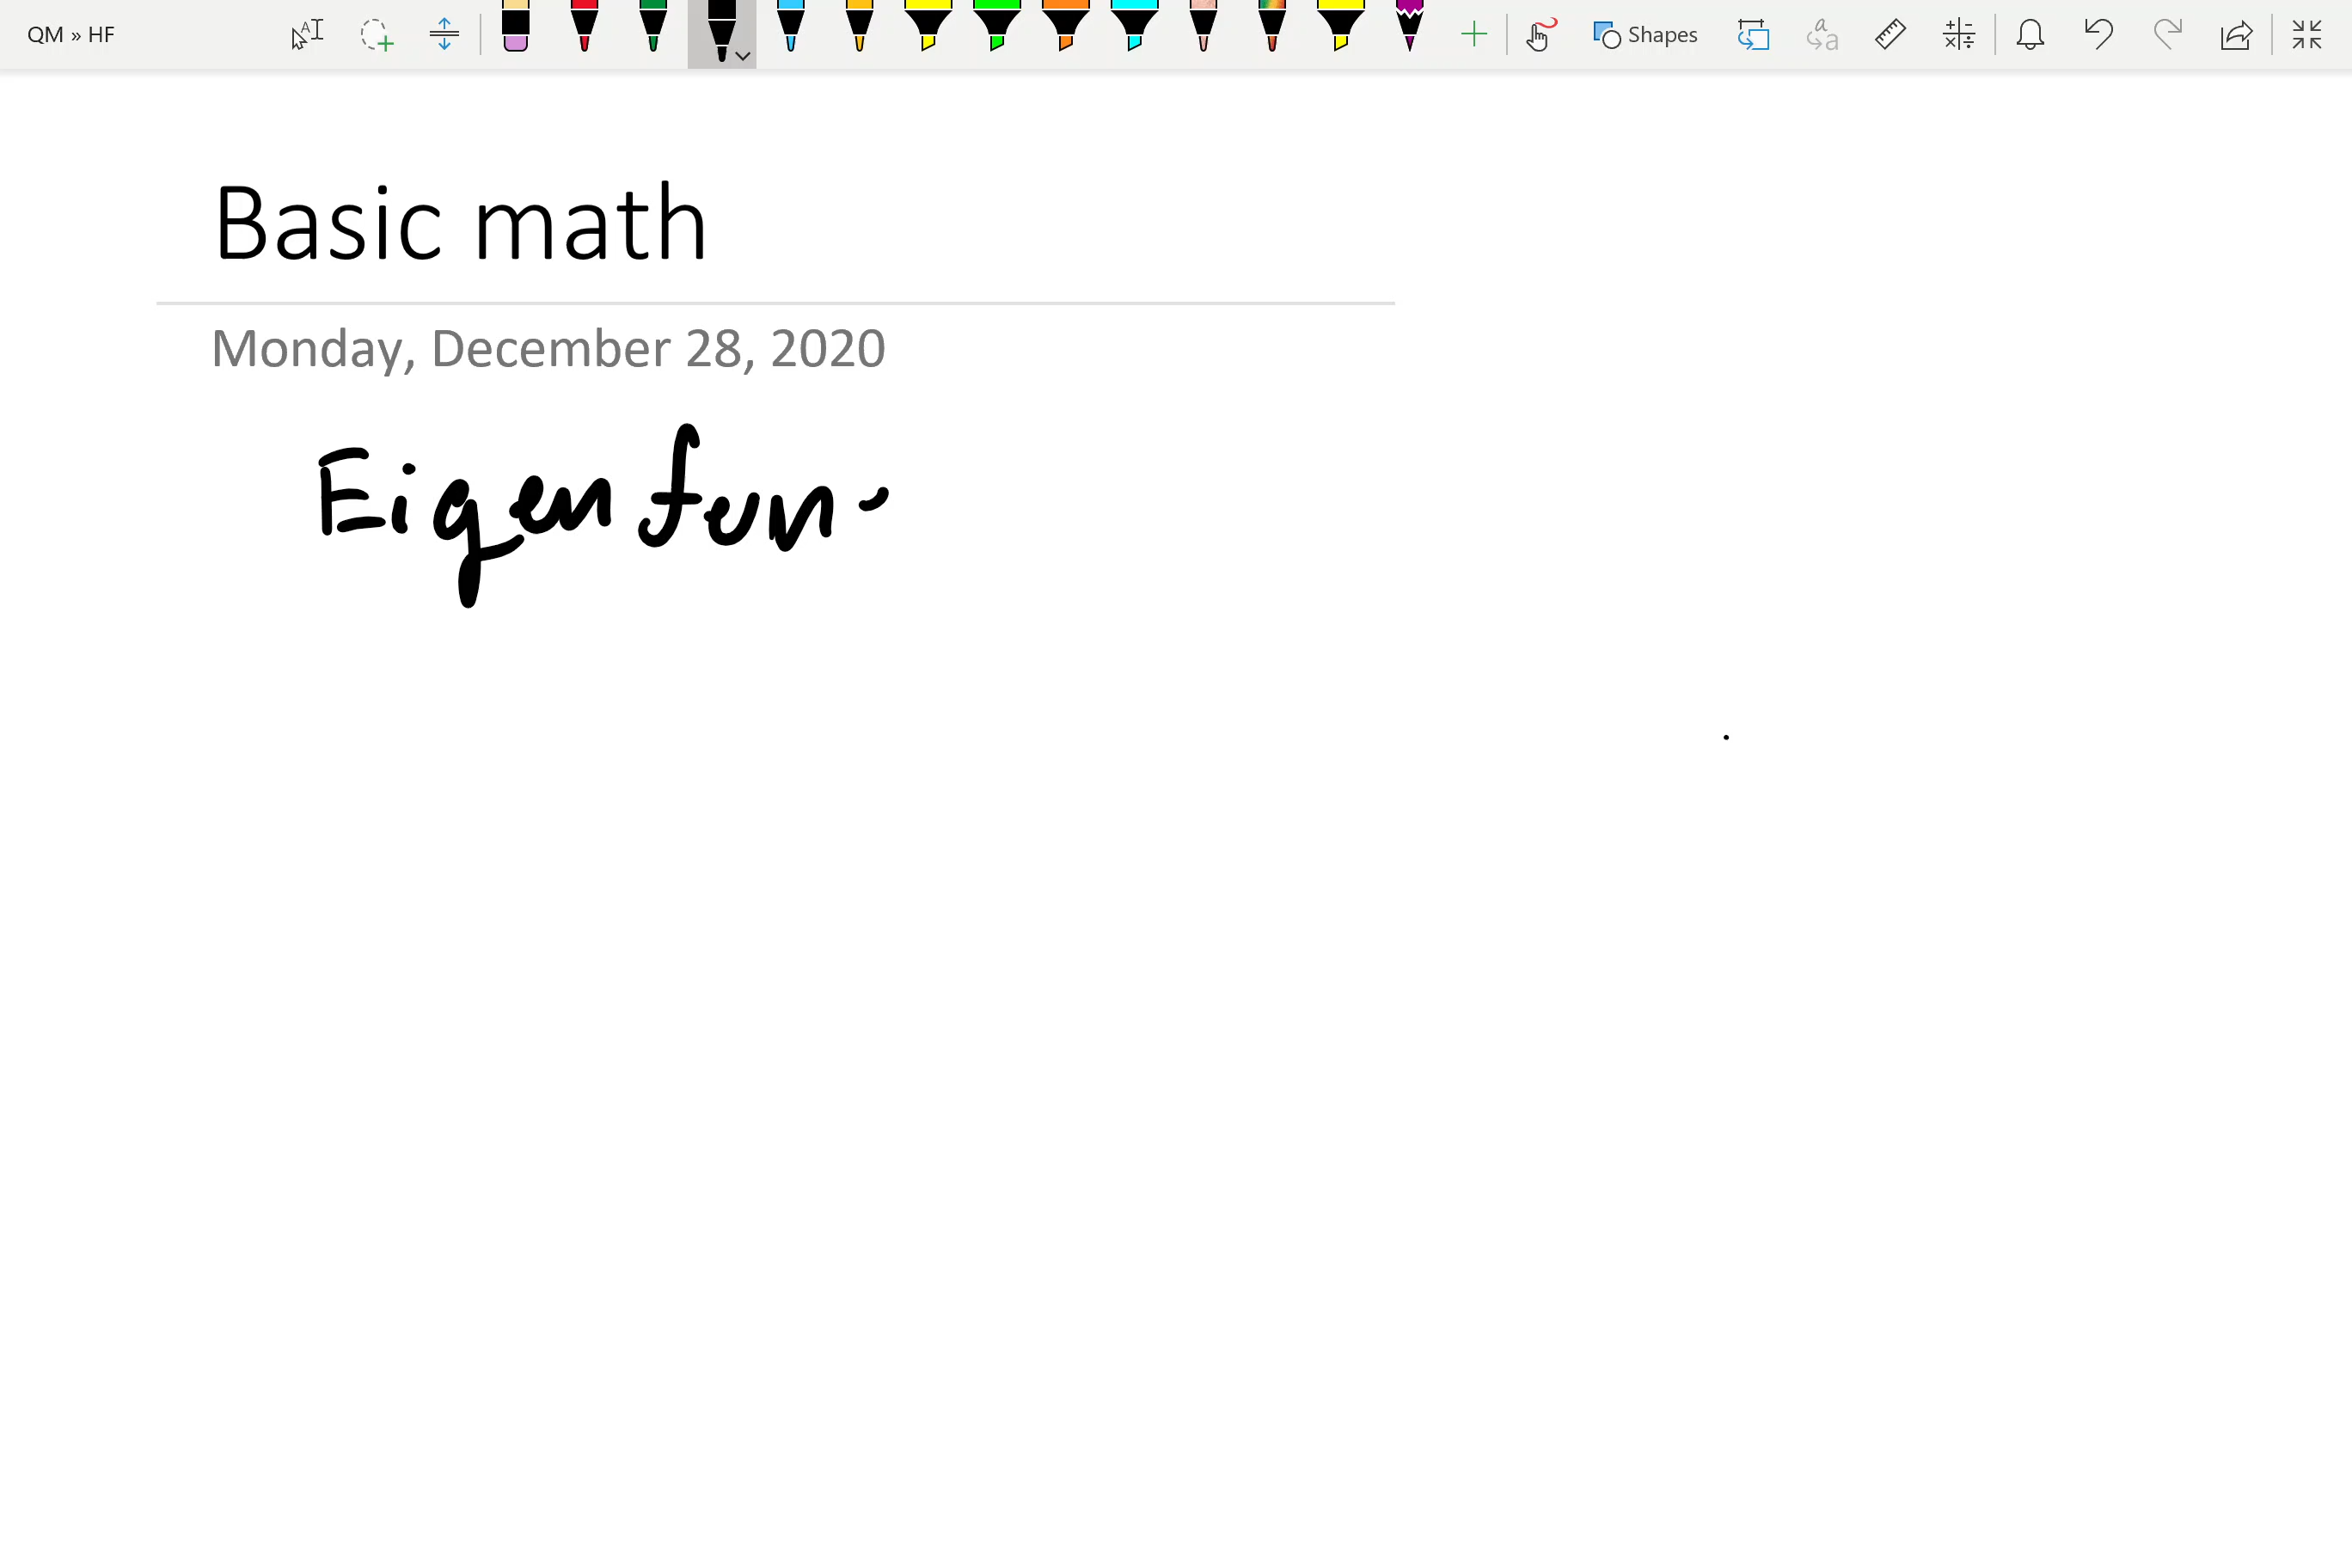 QM » HF
Shapes
Basic math
Monday, December 28, 2020
Eigen fun